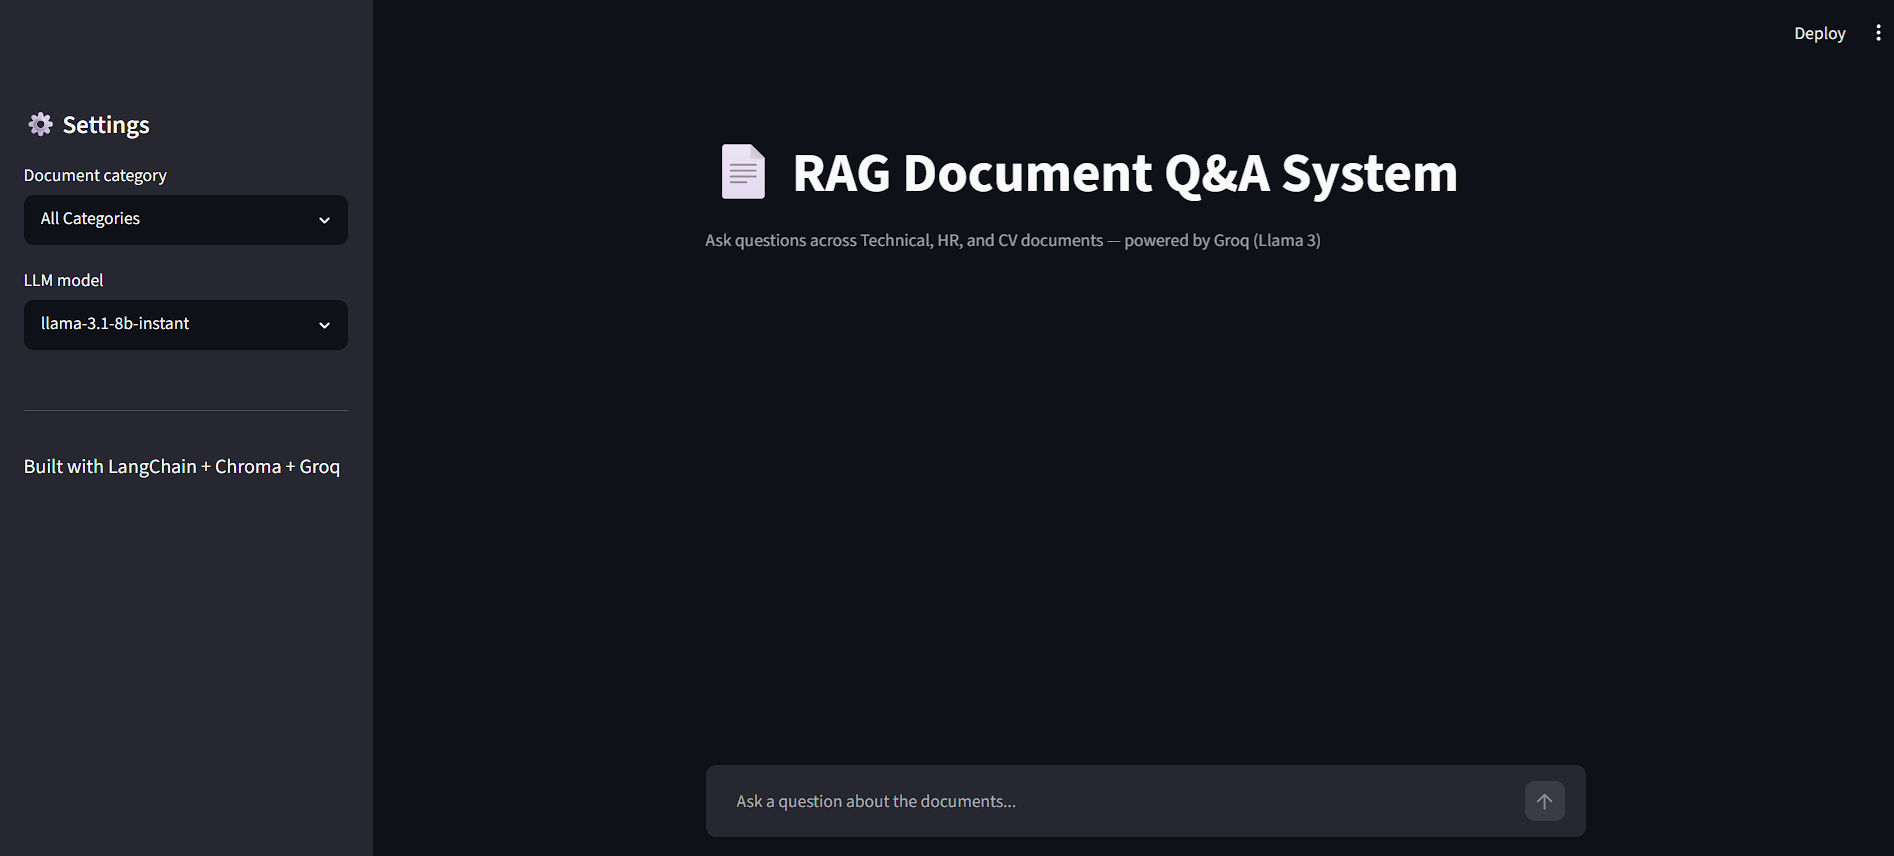 Deploy
Settings
Document category
All Categories
LLM model
llama-3.1-8b-instant
Built with LangChain + Chroma + Groq
RAG Document Q&A System
Ask questions across Technical, HR, and CV documents — powered by Groq (Llama 3)
Ask a question about the documents...